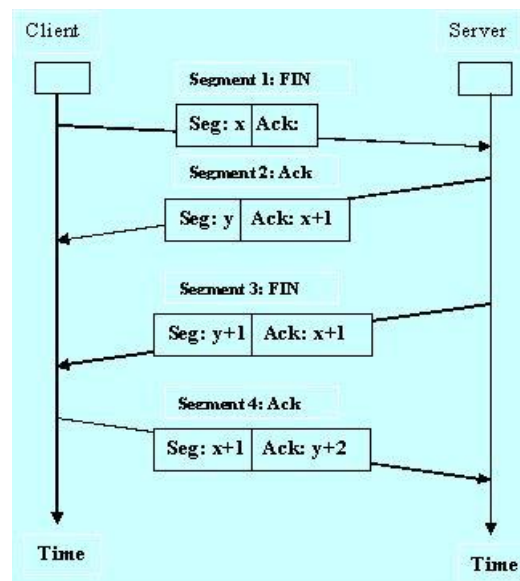 Client Server
Segment 1: FIN
Seg: x Ack:
Segment 2: Ack
Seg: y Ack: x+1
Segment 3: FIN
Seg: y+1 Ack: x+1
Segment 4: Ack
Seg: x+1 Ack: y+2
Time
Time